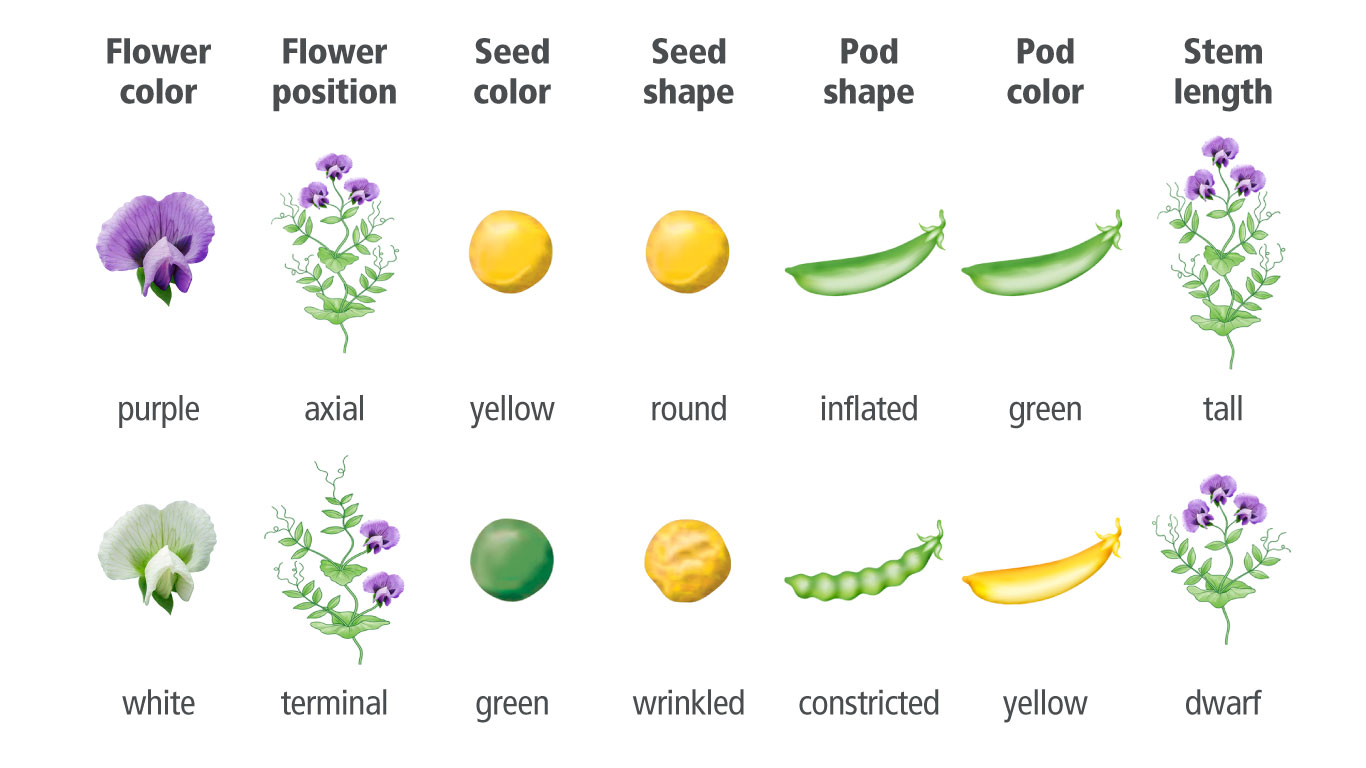 Flower color
Flower position
Seed color
Seed shape
Pod shape
Pod color
Stem length
purple
axial
yellow
round
inflated
green
tall
white
terminal
green
wrinkled
constricted
yellow
dwarf